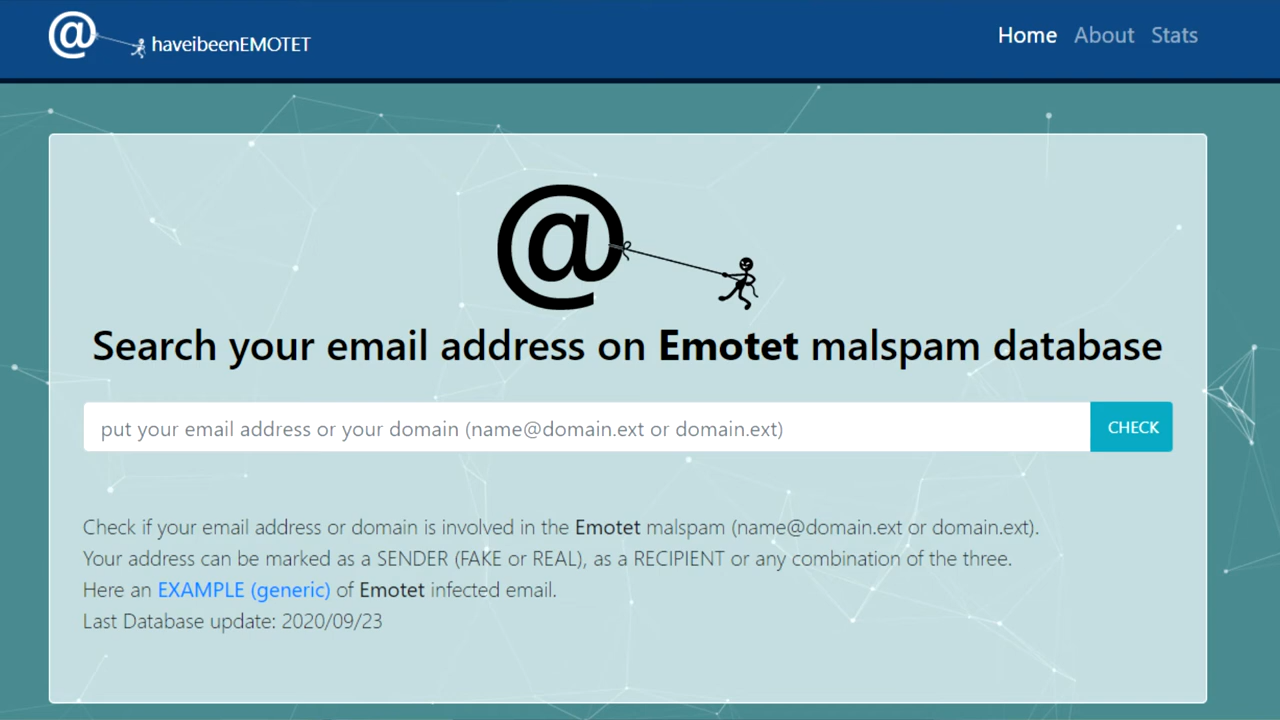 @ haveibeenEMOTET
Home About Stats
@
Search your email address on Emotet malspam database
put your email address or your domain (name@domain.ext or domain.ext)
CHECK
Check if your email address or domain is involved in the Emotet malspam (name@domain.ext or domain.ext).
Your address can be marked as a SENDER (FAKE or REAL), as a RECIPIENT or any combination of the three.
Here an EXAMPLE (generic) of Emotet infected email.
Last Database update: 2020/09/23